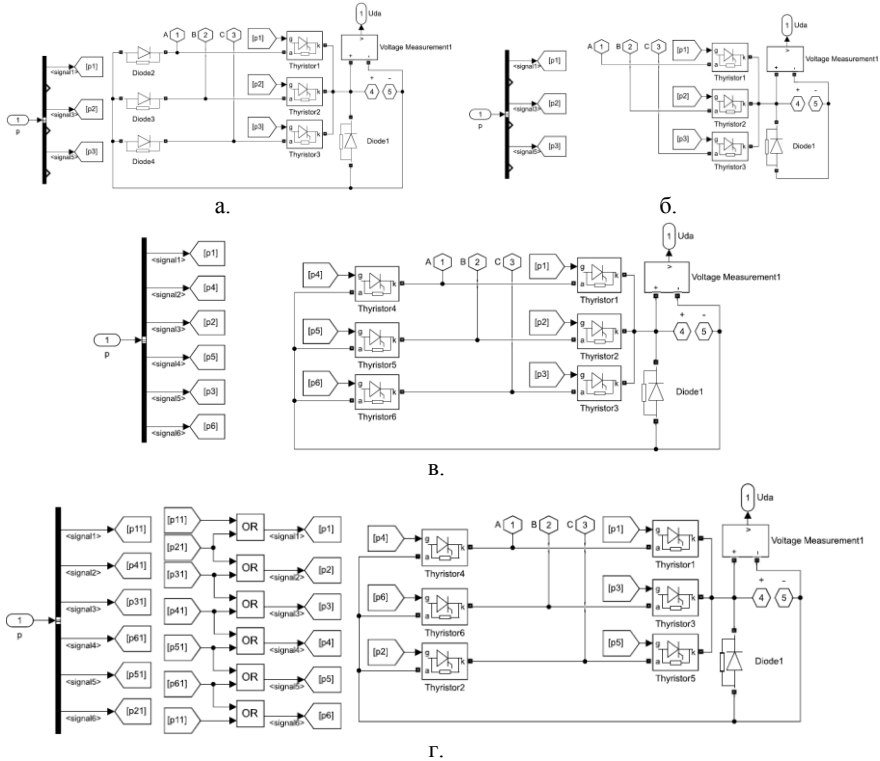 1
Uda
A 1 B 2 C 3
[p1] g k a Thyristor1
v + - Voltage Measurement1
<signal1> [p1]
Diode2
[p2] g k a Thyristor2
+ -
4 5
1
p
<signal3> [p2]
Diode3
[p3] g k a Thyristor3
Diode1
<signal5> [p3]
Diode4
а.
1
Uda
A 1 B 2 C 3
[p1] g k a Thyristor1
v + - Voltage Measurement1
<signal1> [p1]
[p2] g k a Thyristor2
+ -
4 5
1
p
<signal3> [p2]
[p3] g k a Thyristor3
Diode1
<signal5> [p3]
б.
1
Uda
<signal1> [p1]
<signal2> [p4]
<signal3> [p2]
<signal4> [p5]
<signal5> [p3]
<signal6> [p6]
1
p
A 1 B 2 C 3
[p4] g k a Thyristor4
[p1] g k a Thyristor1
v + - Voltage Measurement1
[p5] g k a Thyristor5
[p2] g k a Thyristor2
+ -
4 5
[p6] g k a Thyristor6
[p3] g k a Thyristor3
Diode1
в.
1
Uda
<signal1> [p11]
<signal2> [p41]
<signal3> [p31]
<signal4> [p61]
<signal5> [p51]
<signal6> [p21]
1
p
[p11] OR <signal1> [p1]
[p21] OR <signal2> [p2]
[p31] OR <signal3> [p3]
[p41] OR <signal4> [p4]
[p51] OR <signal5> [p5]
[p61] OR <signal6> [p6]
[p11]
A 1 B 2 C 3
[p4] g k a Thyristor4
[p1] g k a Thyristor1
v + - Voltage Measurement1
[p6] g k a Thyristor6
[p3] g k a Thyristor3
+ -
4 5
[p2] g k a Thyristor2
[p5] g k a Thyristor5
Diode1
г.